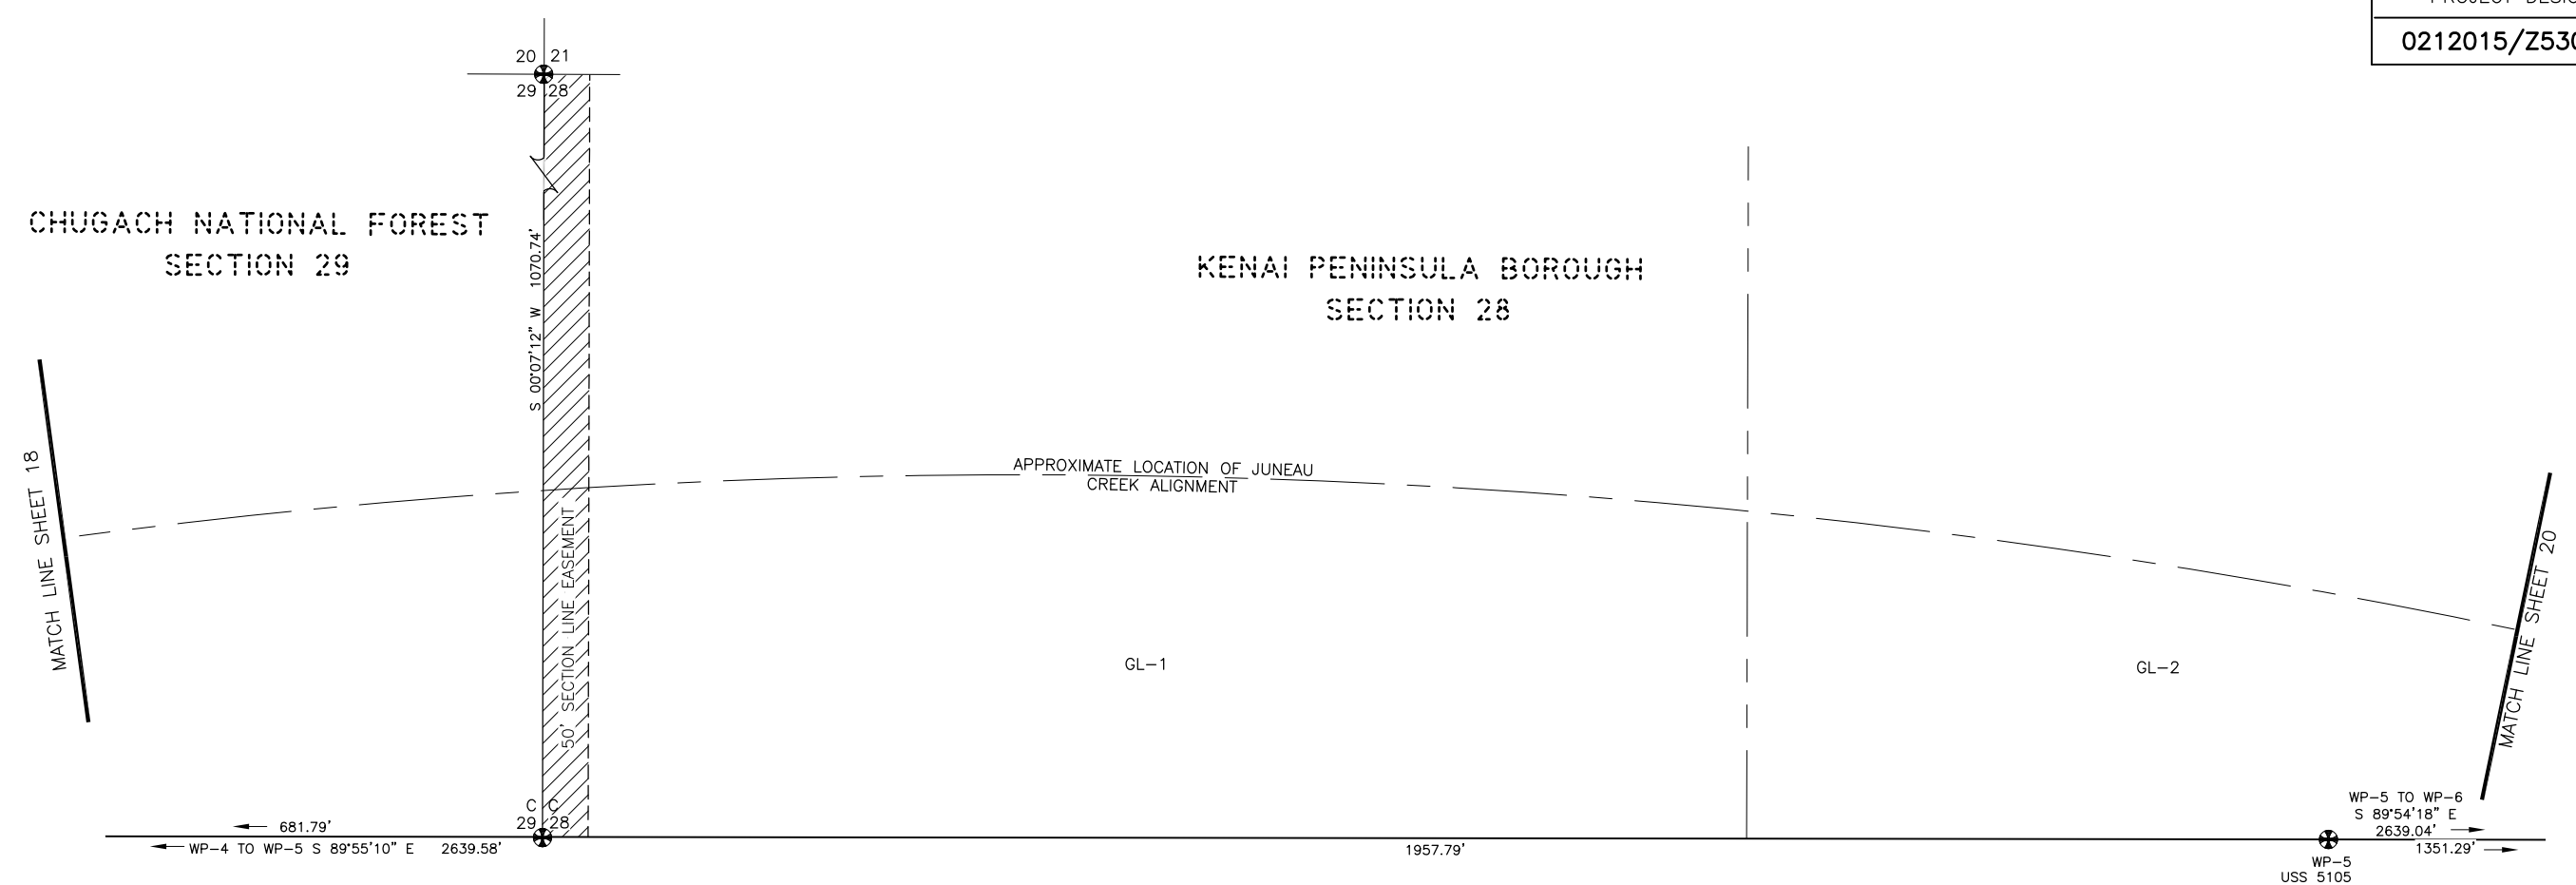 0212015/Z530
20 21
29 28
CHUGACH NATIONAL FOREST
SECTION 29
S 00°07'12" W 1070.74'
KENAI PENINSULA BOROUGH
SECTION 28
MATCH LINE SHEET 18
APPROXIMATE LOCATION OF JUNEAU
CREEK ALIGNMENT
50' SECTION LINE EASEMENT
MATCH LINE SHEET 20
GL-1
GL-2
C C
29 28
681.79'
WP-4 TO WP-5 S 89°55'10" E 2639.58'
1957.79'
WP-5 TO WP-6
S 89°54'18" E
2639.04'
1351.29'
WP-5
USS 5105